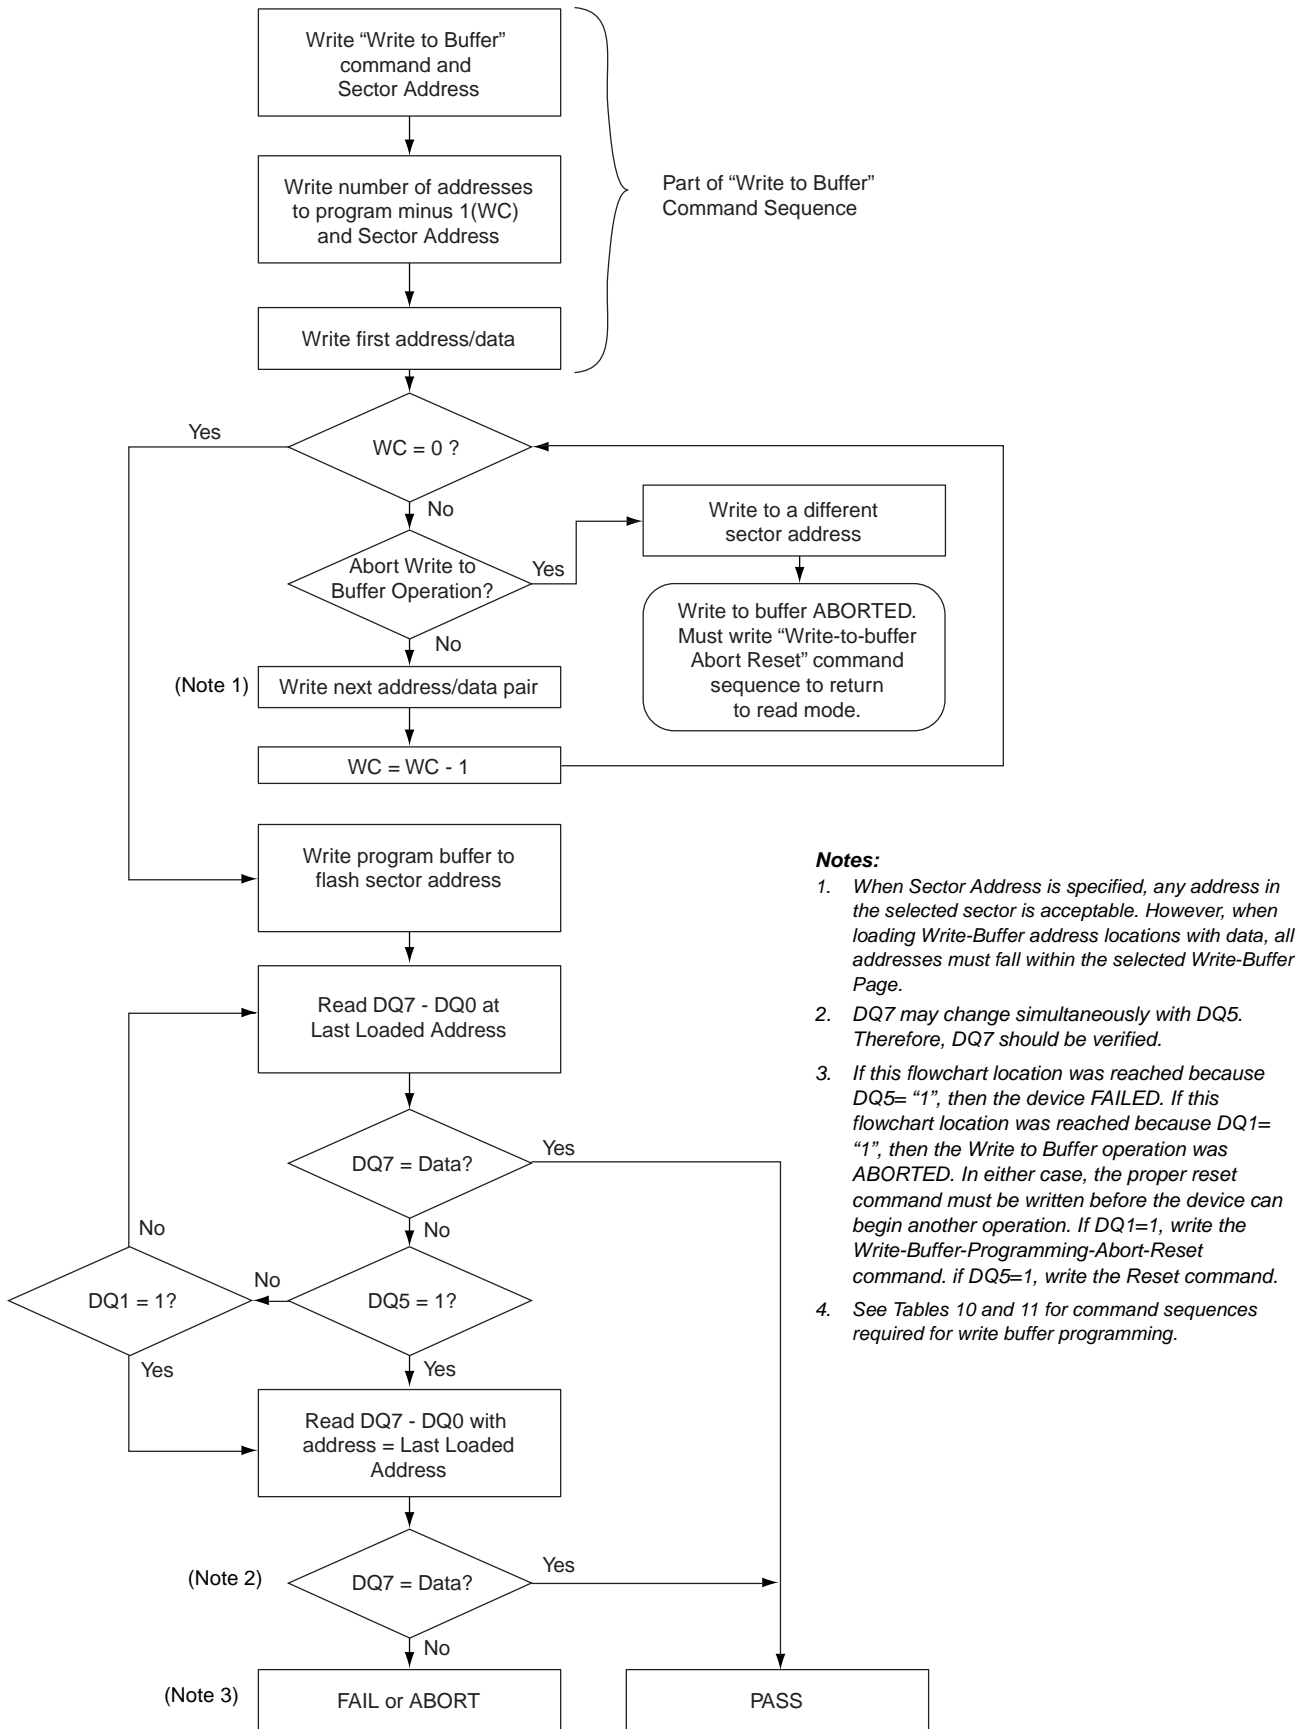 Write “Write to Buffer”
command and
Sector Address
Write number of addresses
to program minus 1(WC)
and Sector Address
Part of “Write to Buffer”
Command Sequence
Write first address/data
Yes
WC = 0 ?
No
Write to a different
sector address
Abort Write to
Buffer Operation?
Yes
No
Write to buffer ABORTED.
Must write “Write-to-buffer
Abort Reset” command
sequence to return
to read mode.
(Note 1)
Write next address/data pair
WC = WC - 1
Write program buffer to
flash sector address
Read DQ7 - DQ0 at
Last Loaded Address
DQ7 = Data?
Yes
No
No
DQ1 = 1?
No
DQ5 = 1?
Yes
Yes
Read DQ7 - DQ0 with
address = Last Loaded
Address
(Note 2)
DQ7 = Data?
Yes
No
(Note 3)
FAIL or ABORT
PASS
Notes:
1. When Sector Address is specified, any address in
the selected sector is acceptable. However, when
loading Write-Buffer address locations with data, all
addresses must fall within the selected Write-Buffer
Page.
2. DQ7 may change simultaneously with DQ5.
Therefore, DQ7 should be verified.
3. If this flowchart location was reached because
DQ5= “1”, then the device FAILED. If this
flowchart location was reached because DQ1=
“1”, then the Write to Buffer operation was
ABORTED. In either case, the proper reset
command must be written before the device can
begin another operation. If DQ1=1, write the
Write-Buffer-Programming-Abort-Reset
command. if DQ5=1, write the Reset command.
4. See Tables 10 and 11 for command sequences
required for write buffer programming.